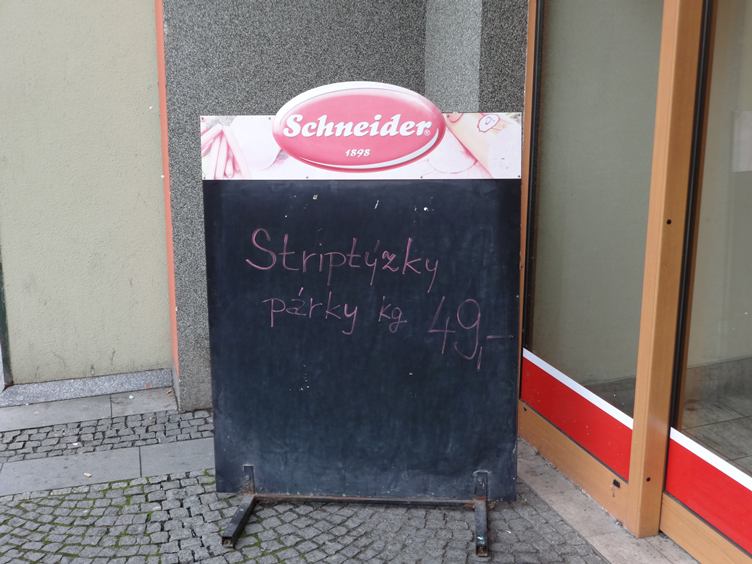 Schneider®
1898
Striptýzky
párky kg 49,-